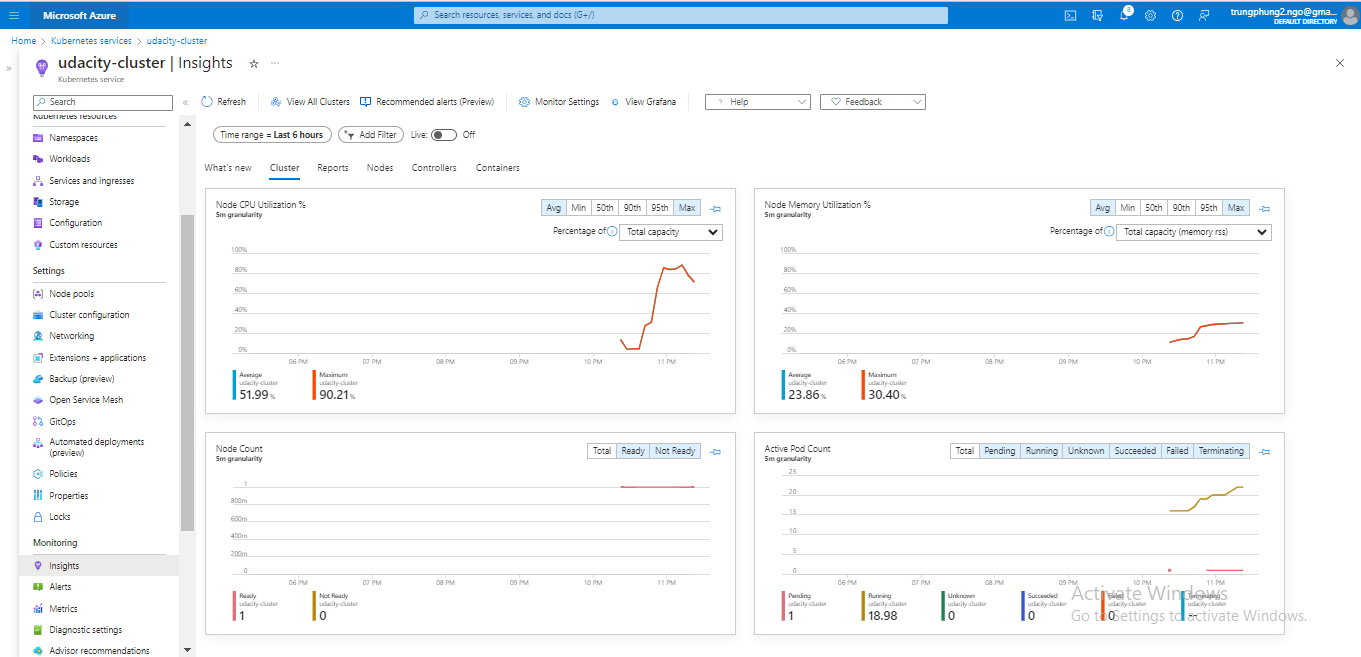 Microsoft Azure
Search resources, services, and docs (G+/)
8
trungphung2.ngo@gma...
DEFAULT DIRECTORY
Home > Kubernetes services > udacity-cluster
udacity-cluster | Insights
Kubernetes service
Search
Refresh
View All Clusters
Recommended alerts (Preview)
Monitor Settings
View Grafana
Help
Feedback
Kubernetes resources
Namespaces
Workloads
Services and ingresses
Storage
Configuration
Custom resources
Settings
Node pools
Cluster configuration
Networking
Extensions + applications
Backup (preview)
Open Service Mesh
GitOps
Automated deployments
(preview)
Policies
Properties
Locks
Monitoring
Insights
Alerts
Metrics
Diagnostic settings
Advisor recommendations
Time range = Last 6 hours
Add Filter
Live: Off
What's new Cluster Reports Nodes Controllers Containers
Node CPU Utilization %
5m granularity
Avg Min 50th 90th 95th Max
Percentage of Total capacity
100%
80%
60%
40%
20%
0%
06 PM 07 PM 08 PM 09 PM 10 PM 11 PM
Average
udacity-cluster
51.99 %
Maximum
udacity-cluster
90.21 %
Node Memory Utilization %
5m granularity
Avg Min 50th 90th 95th Max
Percentage of Total capacity (memory rss)
100%
80%
60%
40%
20%
0%
06 PM 07 PM 08 PM 09 PM 10 PM 11 PM
Average
udacity-cluster
23.86 %
Maximum
udacity-cluster
30.40 %
Node Count
5m granularity
Total Ready Not Ready
1
800m
600m
400m
200m
0
06 PM 07 PM 08 PM 09 PM 10 PM 11 PM
Ready
udacity-cluster
1
Not Ready
udacity-cluster
0
Active Pod Count
5m granularity
Total Pending Running Unknown Succeeded Failed Terminating
25
20
15
10
5
0
06 PM 07 PM 08 PM 09 PM 10 PM 11 PM
Pending
udacity-cluster
1
Running
udacity-cluster
18.98
Unknown
udacity-cluster
0
Succeeded
udacity-cluster
0
Failed
udacity-cluster
0
Terminating
udacity-cluster
--
Activate Windows
Go to Settings to activate Windows.